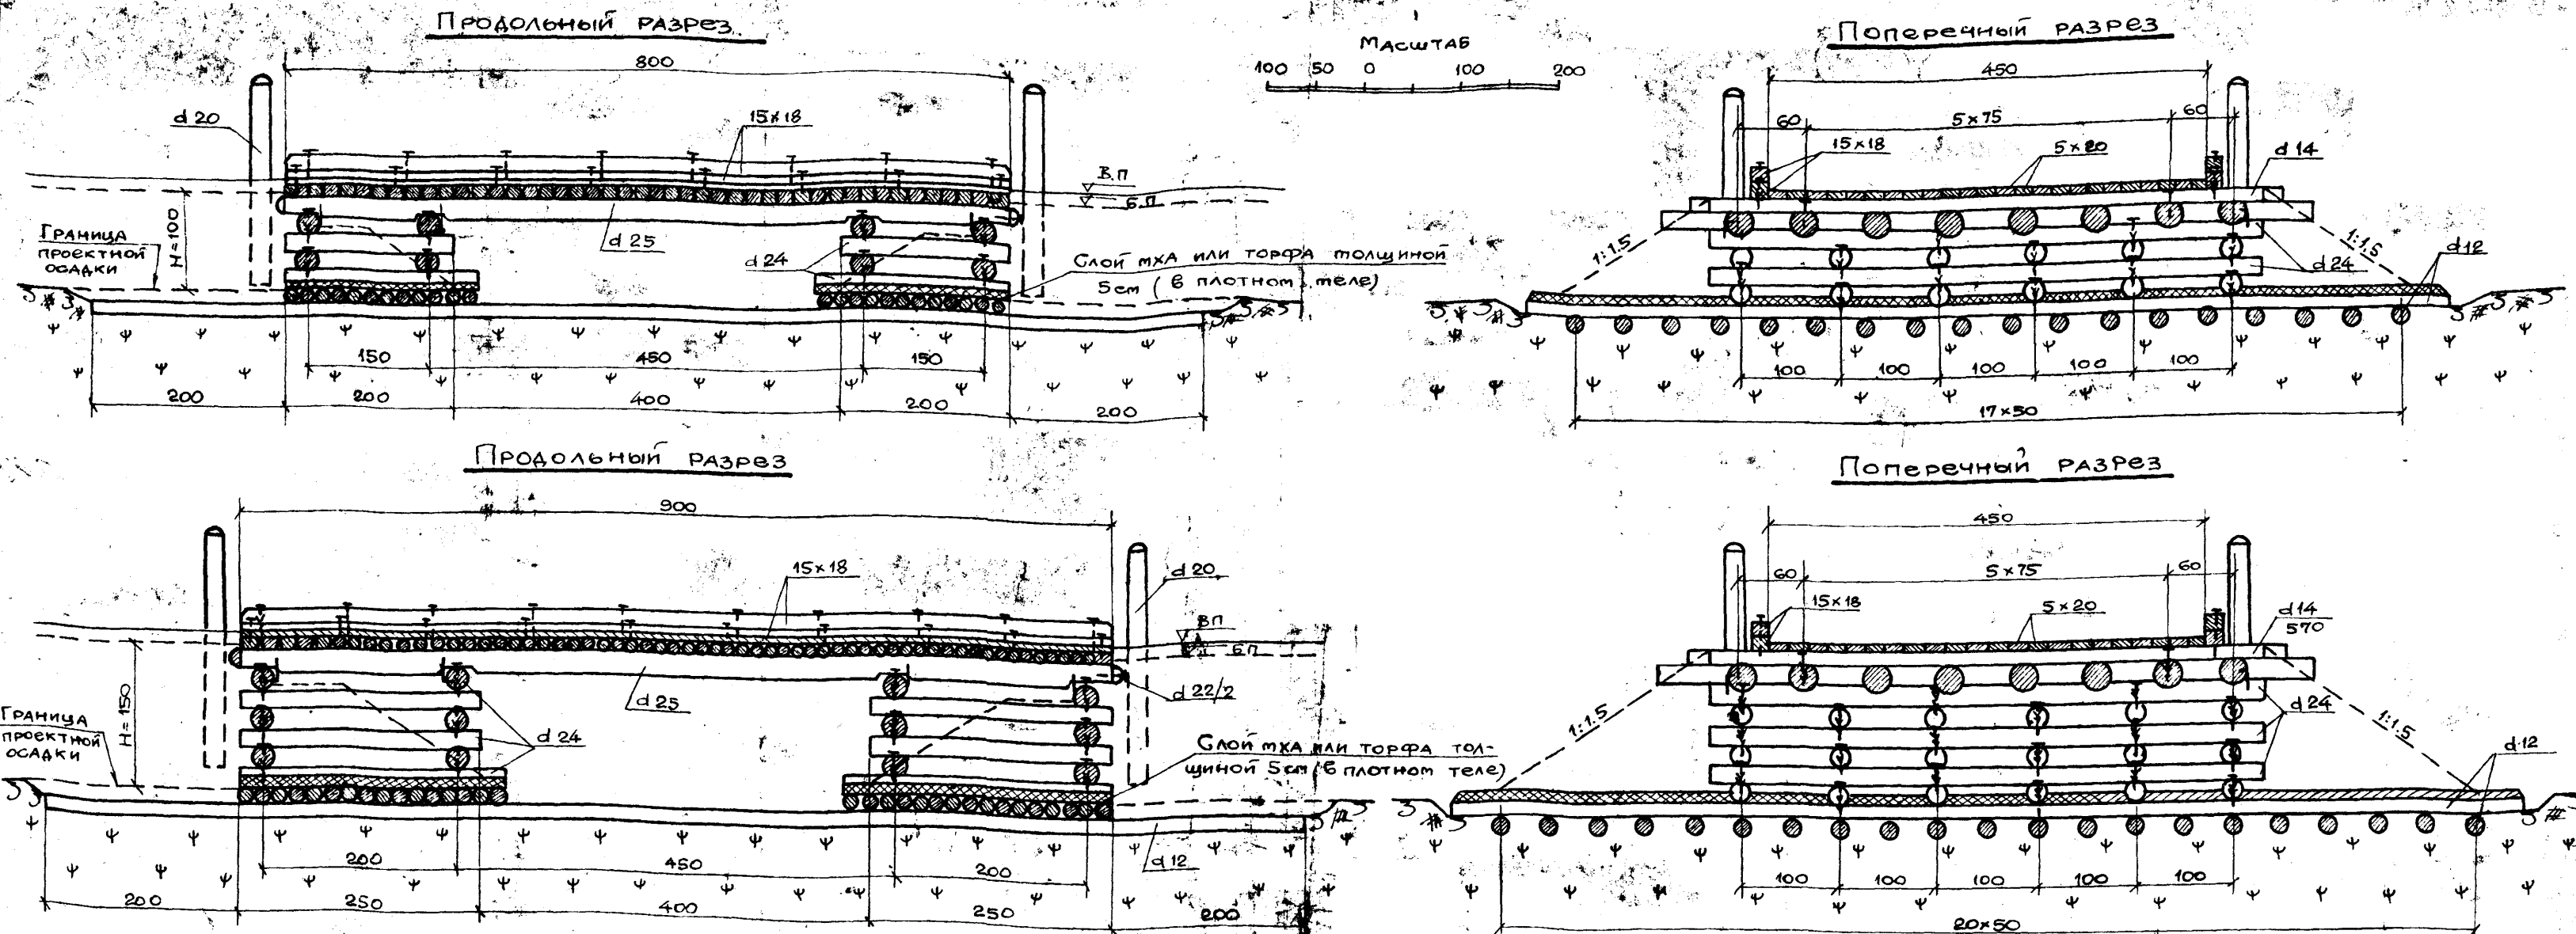 Продольный разрез
800
d 20
15×18
В.П
Б.П
Граница
проектной
осадки
H=100
d 25
d 24
Слой мха или торфа толщиной
5см (в плотном теле)
150
450
150
200
200
400
200
200
Масштаб
100 50 0 100 200
Поперечный разрез
450
60
5×75
60
15×18
5×20
d 14
1:1.5
1:1.5
d 24
d 12
100
100
100
100
100
17×50
Продольный разрез
900
15×18
d 20
ВП
БП
Граница
проектной
осадки
H=150
d 25
d 22/2
d 24
Слой мха или торфа тол-
щиной 5см (в плотном теле)
200
450
200
d 12
200
250
400
250
200
Поперечный разрез
450
60
5×75
60
15×18
5×20
d 14
570
1:1.5
1:1.5
d 24
d 12
100
100
100
100
100
20×50